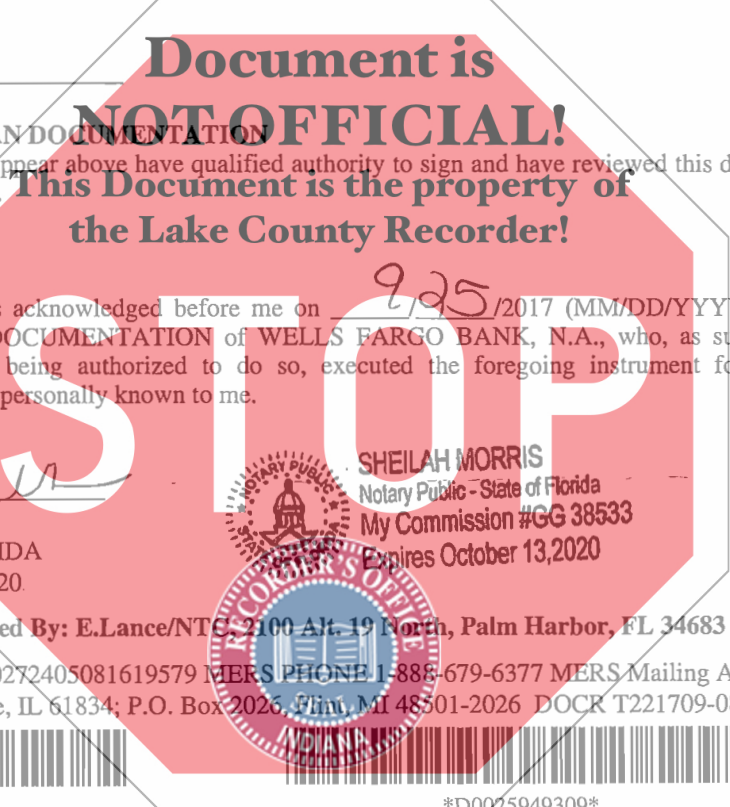 Document is
NOT OFFICIAL!
N DOCUMENTATION
ppear above have qualified authority to sign and have reviewed this d
This Document is the property of
the Lake County Recorder!
s acknowledged before me on 9/25/2017 (MM/DD/YYY
OCUMENTATION of WELLS FARGO BANK, N.A., who, as su
being authorized to do so, executed the foregoing instrument fo
personally known to me.
STOP
SHEILAH MORRIS
NOTARY PUBLIC
Notary Public - State of Florida
My Commission #GG 38533
Expires October 13,2020
IDA
20
RECORDER'S OFFICE
ed By: E.Lance/NTC, 2100 Alt. 19 North, Palm Harbor, FL 34683
0272405081619579 MERS PHONE 1-888-679-6377 MERS Mailing A
SEAL
e, IL 61834; P.O. Box 2026, Flint, MI 48501-2026 DOCR T221709-0
INDIANA
*D0025949309*